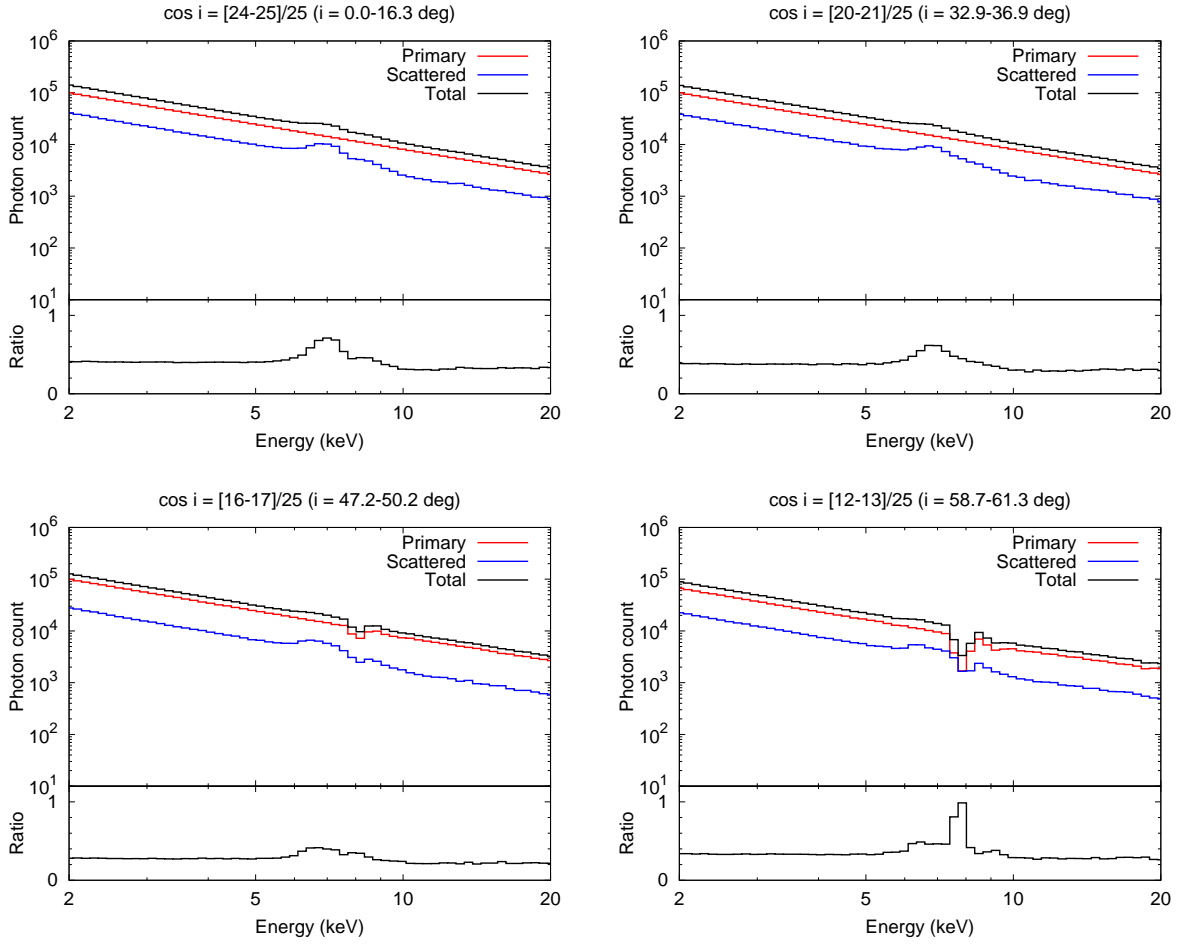 cos i = [24-25]/25 (i = 0.0-16.3 deg)
10^6
10^5
10^4
10^3
10^2
10^1
Photon count
Primary
Scattered
Total
1
0
Ratio
2
5
10
20
Energy (keV)
cos i = [20-21]/25 (i = 32.9-36.9 deg)
10^6
10^5
10^4
10^3
10^2
10^1
Photon count
Primary
Scattered
Total
1
0
Ratio
2
5
10
20
Energy (keV)
cos i = [16-17]/25 (i = 47.2-50.2 deg)
10^6
10^5
10^4
10^3
10^2
10^1
Photon count
Primary
Scattered
Total
1
0
Ratio
2
5
10
20
Energy (keV)
cos i = [12-13]/25 (i = 58.7-61.3 deg)
10^6
10^5
10^4
10^3
10^2
10^1
Photon count
Primary
Scattered
Total
1
0
Ratio
2
5
10
20
Energy (keV)